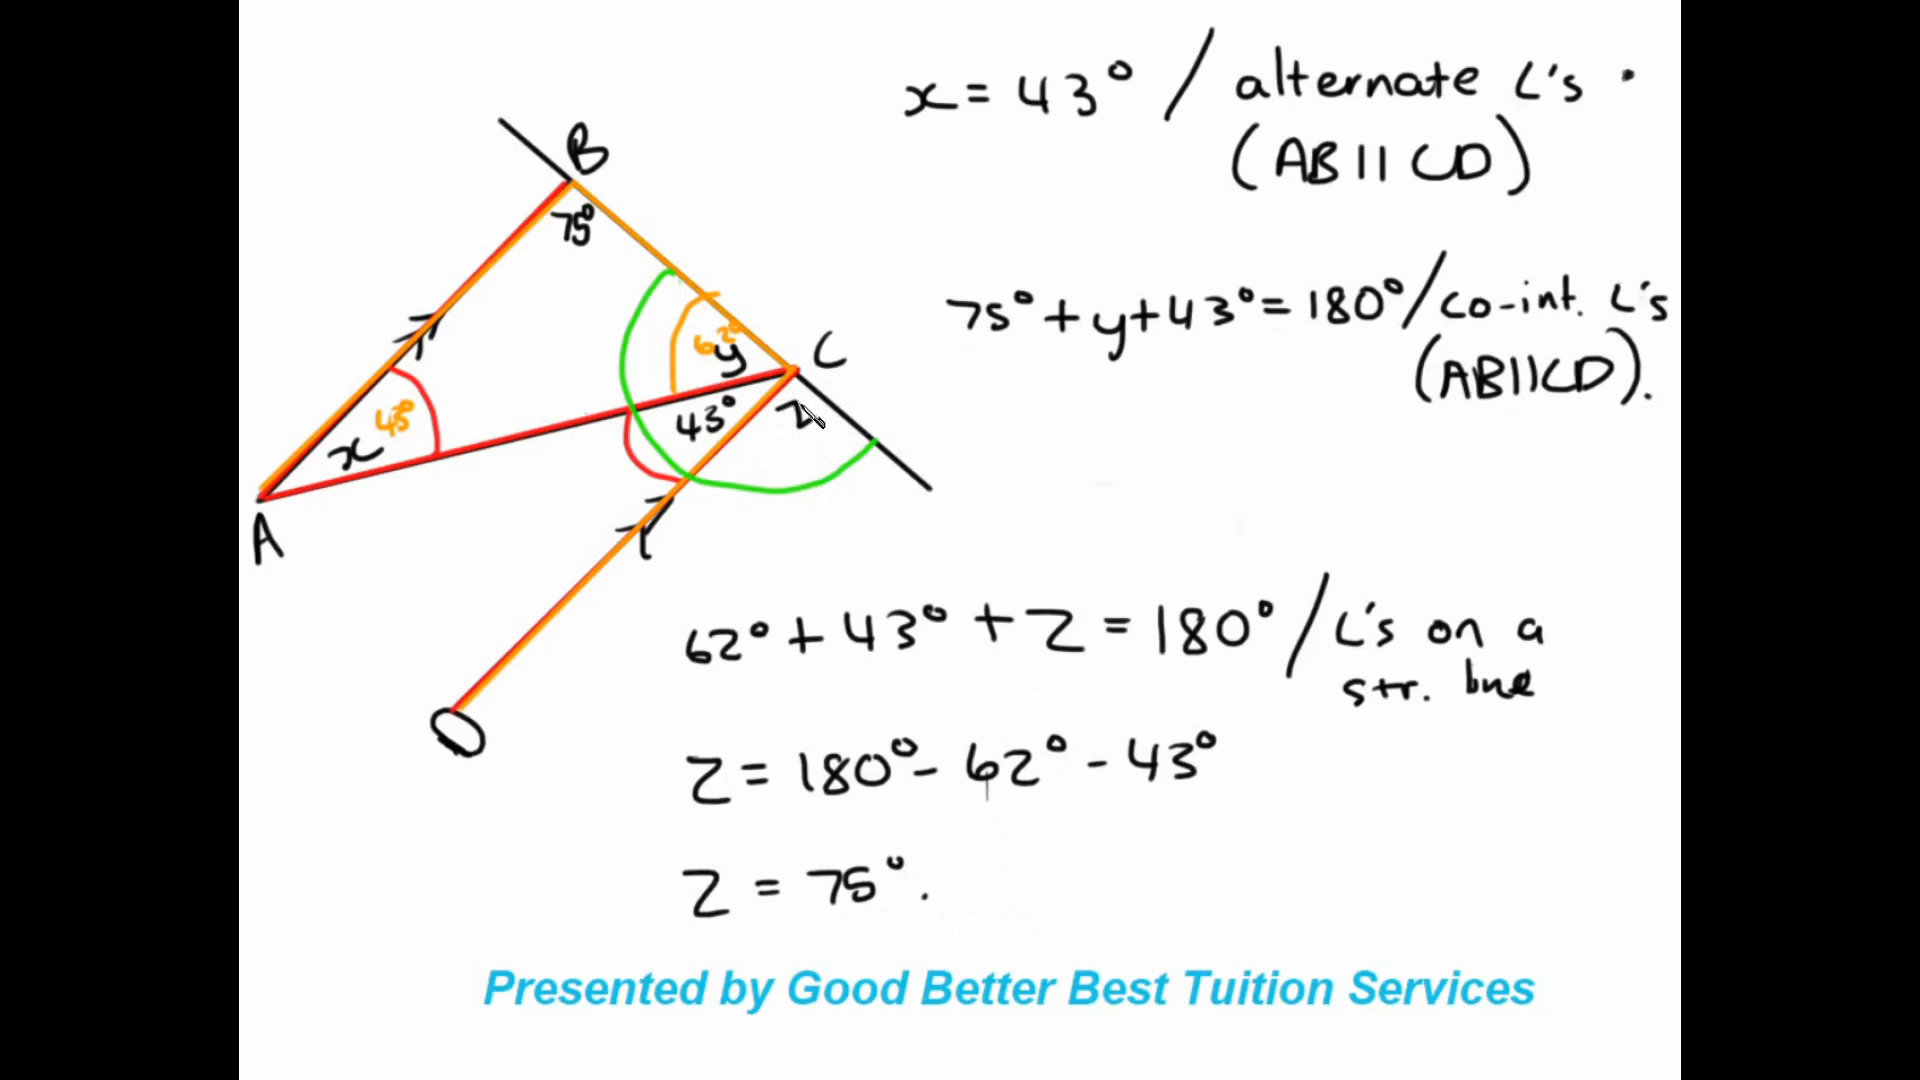 x = 43° / alternate L's .
(AB || CD)
B
75°
75° + y + 43° = 180° / co-int. L's
(AB||CD).
62°
y
C
43°
x
43°
z
A
62° + 43° + Z = 180° / L's on a
str. line
D
Z = 180° - 62° - 43°
Z = 75°.
Presented by Good Better Best Tuition Services